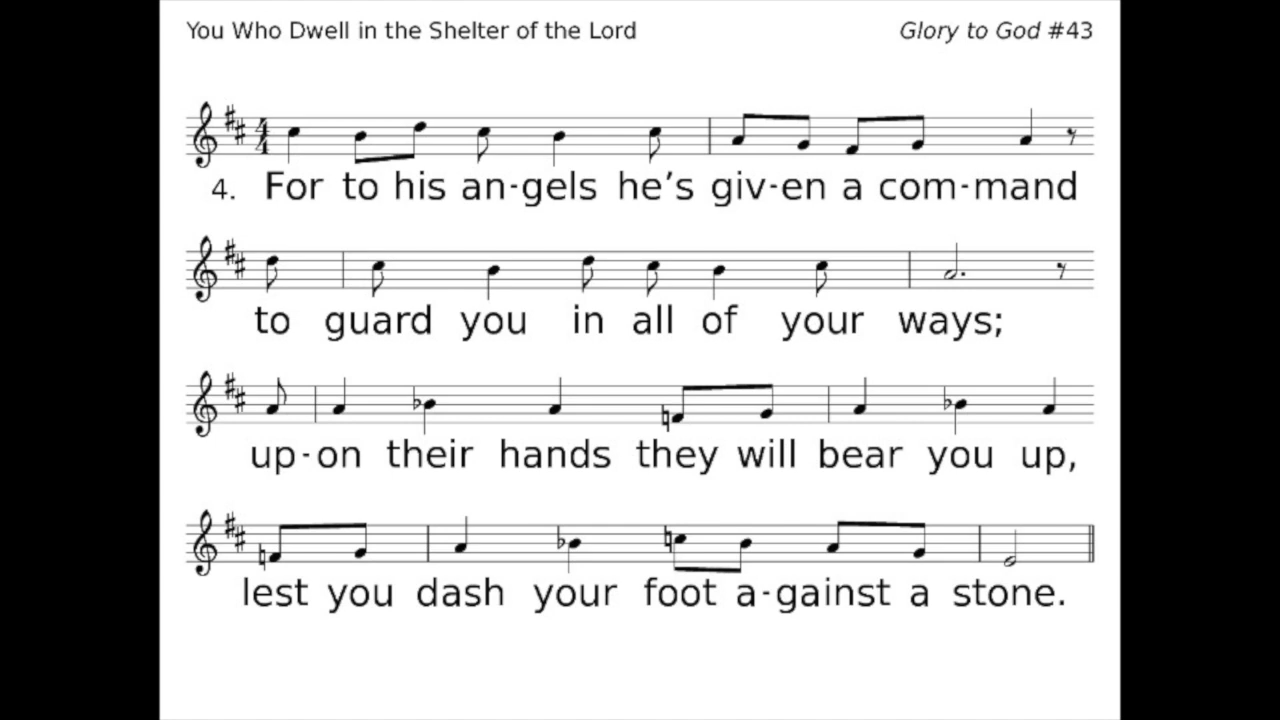 You Who Dwell in the Shelter of the Lord
Glory to God #43
4
4
4. For to his an-gels he's giv-en a com-mand
to guard you in all of your ways;
up-on their hands they will bear you up,
lest you dash your foot a-gainst a stone.